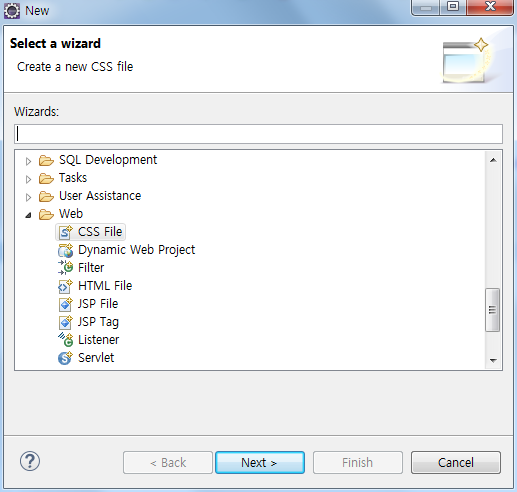 New
Select a wizard
Create a new CSS file
Wizards:
SQL Development
Tasks
User Assistance
Web
CSS File
Dynamic Web Project
Filter
HTML File
JSP File
JSP Tag
Listener
Servlet
< Back
Next >
Finish
Cancel